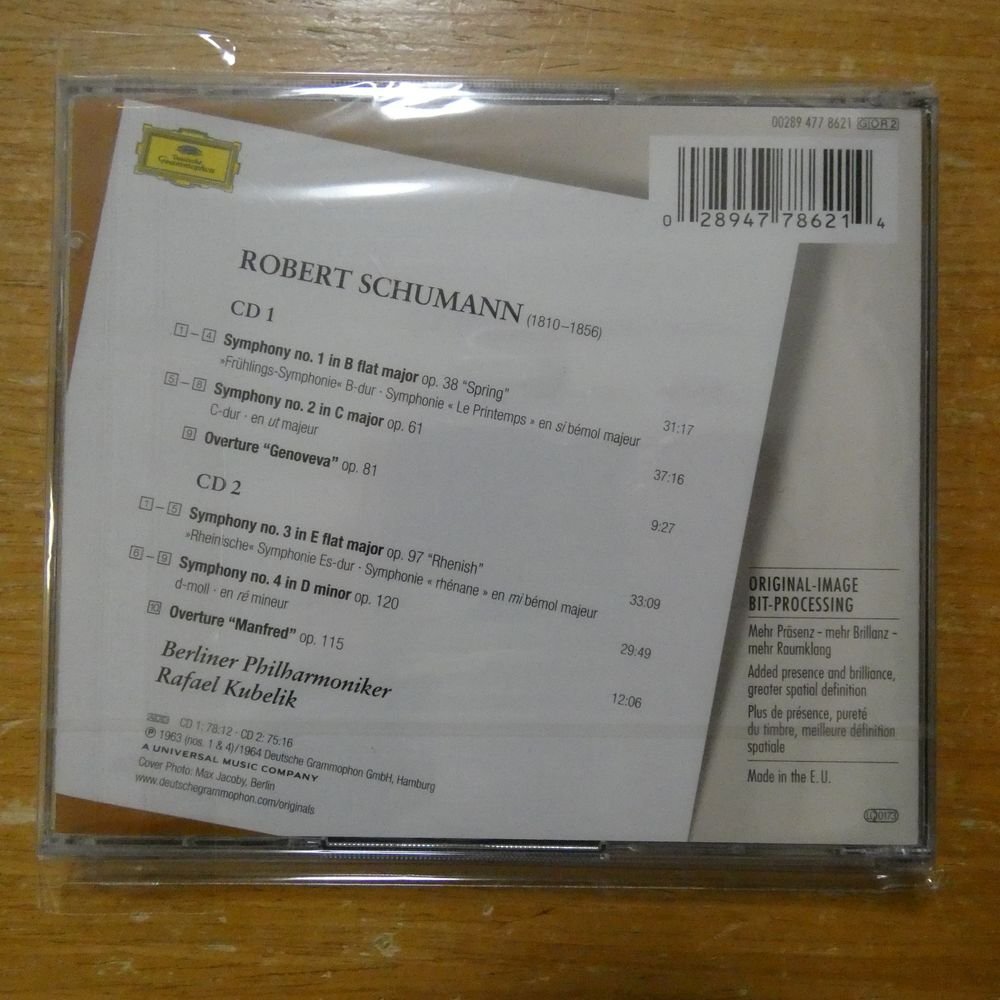 00289 477 8621 GOR 2
0 28947 78621 4
Deutsche
Grammophon
ROBERT SCHUMANN (1810–1856)
CD 1
1 – 4 Symphony no. 1 in B flat major op. 38 "Spring"
»Frühlings-Symphonie« B-dur · Symphonie « Le Printemps » en si bémol majeur 31:17
5 – 8 Symphony no. 2 in C major op. 61
C-dur · en ut majeur 37:16
9 Overture "Genoveva" op. 81 9:27
CD 2
1 – 5 Symphony no. 3 in E flat major op. 97 "Rhenish"
»Rheinische« Symphonie Es-dur · Symphonie « rhénane » en mi bémol majeur 33:09
6 – 9 Symphony no. 4 in D minor op. 120
d-moll · en ré mineur 29:49
10 Overture "Manfred" op. 115 12:06
Berliner Philharmoniker
Rafael Kubelik
ADD CD 1: 78:12 · CD 2: 75:16
℗ 1963 (nos. 1 & 4)/1964 Deutsche Grammophon GmbH, Hamburg
A UNIVERSAL MUSIC COMPANY
Cover Photo: Max Jacoby, Berlin
www.deutschegrammophon.com/originals
ORIGINAL-IMAGE
BIT-PROCESSING
Mehr Präsenz – mehr Brillanz –
mehr Raumklang
Added presence and brilliance,
greater spatial definition
Plus de présence, pureté
du timbre, meilleure définition
spatiale
Made in the E. U.
LC 0173